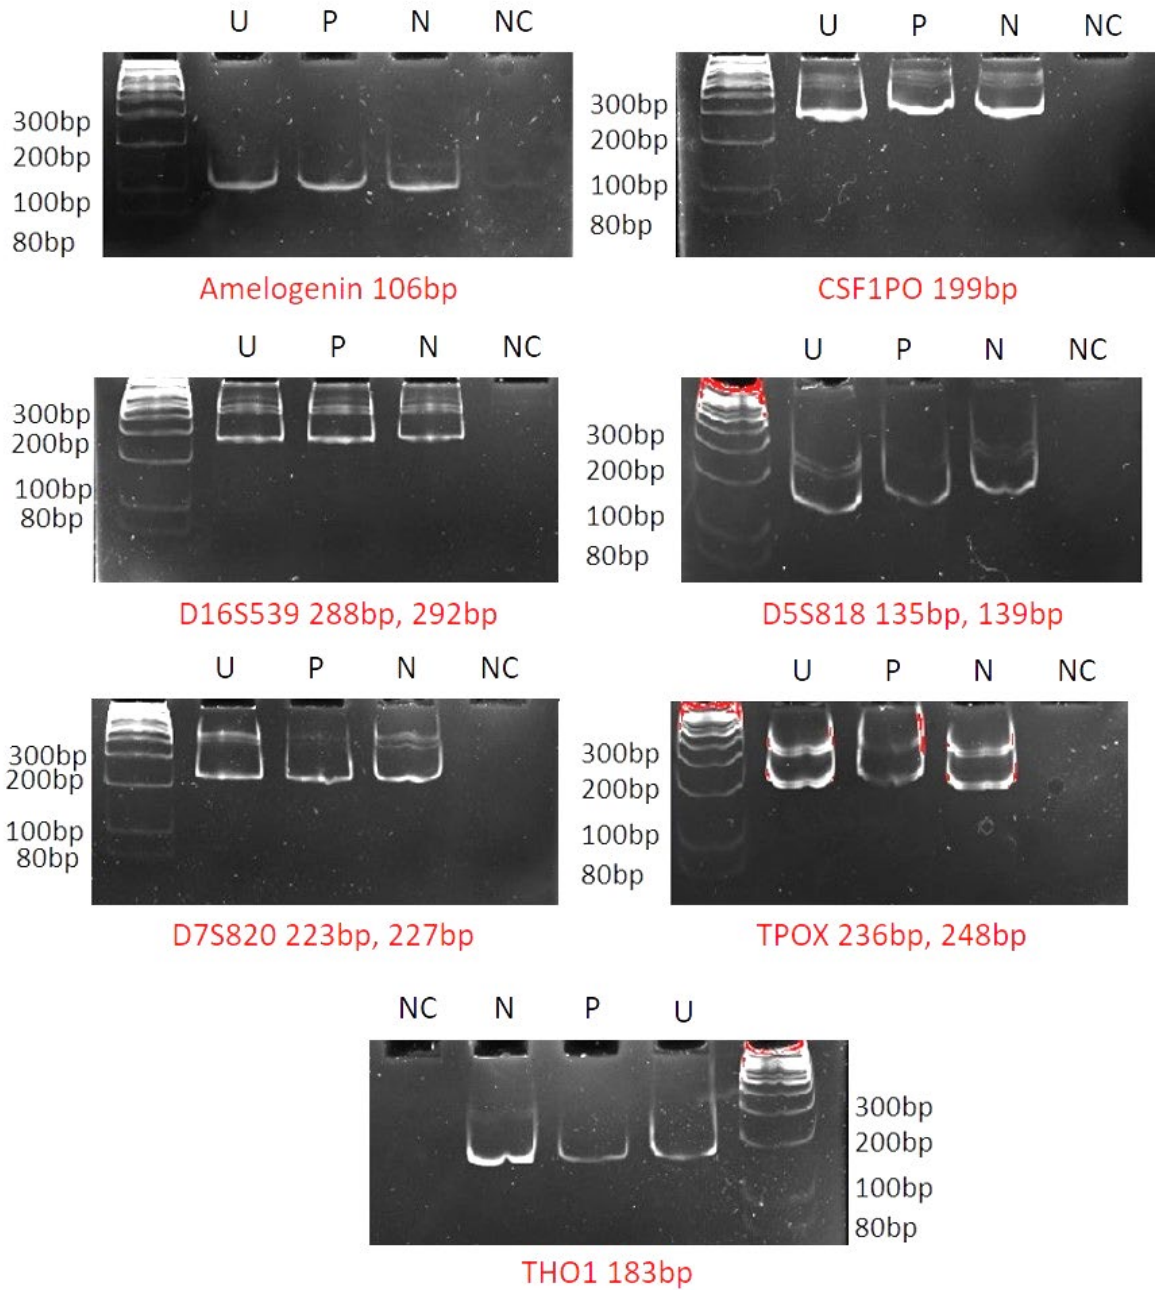 U P N NC
300bp
200bp
100bp
80bp
Amelogenin 106bp
U P N NC
300bp
200bp
100bp
80bp
CSF1PO 199bp
U P N NC
300bp
200bp
100bp
80bp
D16S539 288bp, 292bp
U P N NC
300bp
200bp
100bp
80bp
D5S818 135bp, 139bp
U P N NC
300bp
200bp
100bp
80bp
D7S820 223bp, 227bp
U P N NC
300bp
200bp
100bp
80bp
TPOX 236bp, 248bp
NC N P U
300bp
200bp
100bp
80bp
THO1 183bp